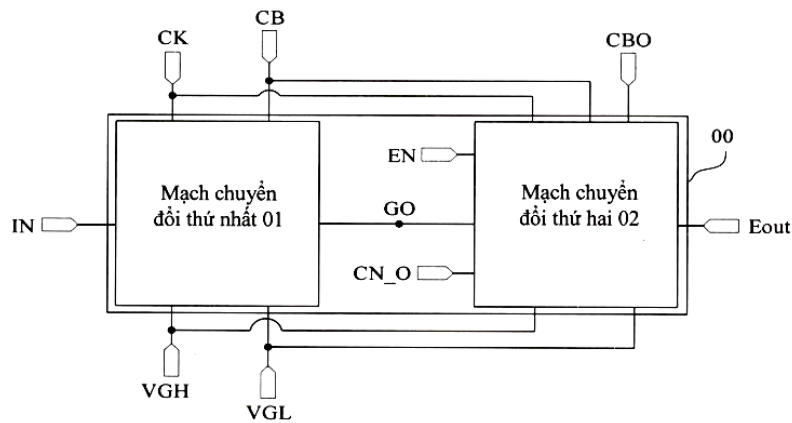 CK
CB
CBO
00
EN
Mạch chuyển
đổi thứ nhất 01
Mạch chuyển
đổi thứ hai 02
IN
GO
Eout
CN_O
VGH
VGL